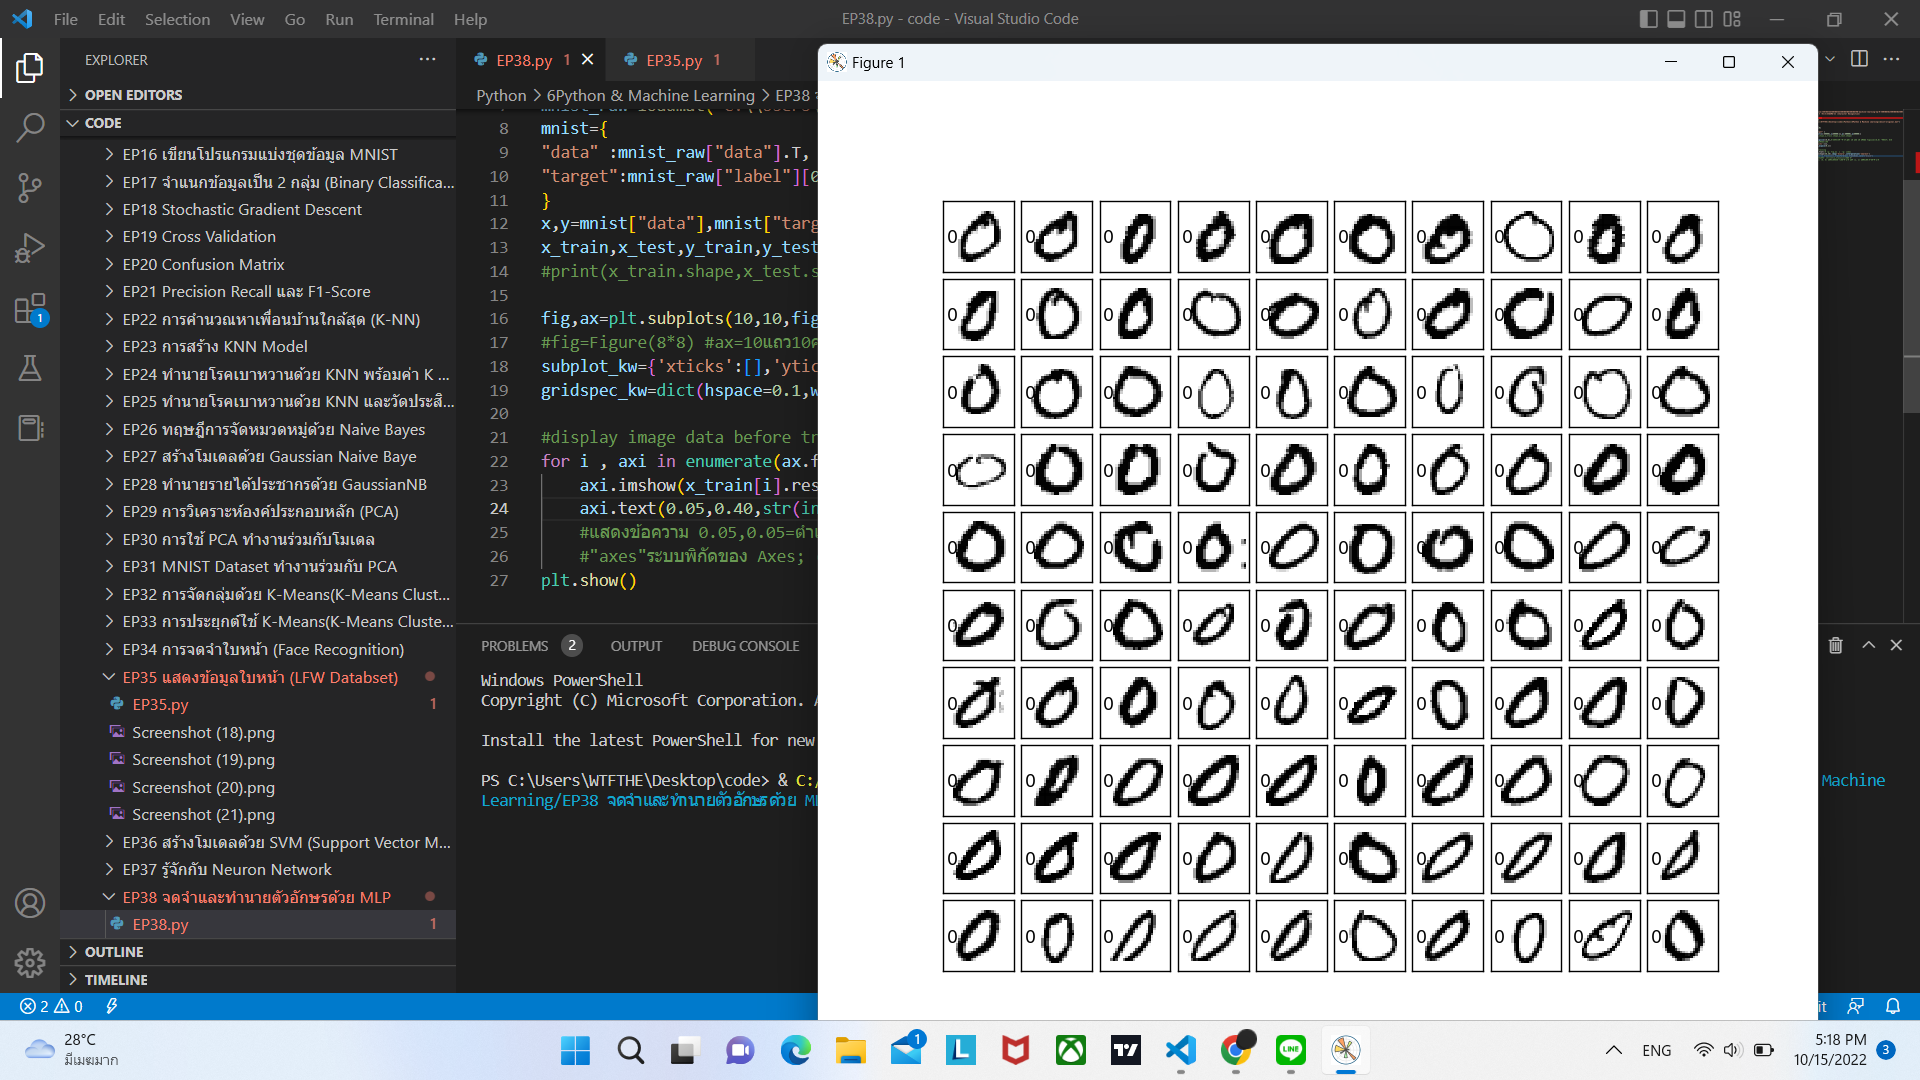 File Edit Selection View Go Run Terminal Help
EP38.py - code - Visual Studio Code
EXPLORER
OPEN EDITORS
CODE
EP16 เขียนโปรแกรมแบ่งชุดข้อมูล MNIST
EP17 จำแนกข้อมูลเป็น 2 กลุ่ม (Binary Classifica...
EP18 Stochastic Gradient Descent
EP19 Cross Validation
EP20 Confusion Matrix
EP21 Precision Recall และ F1-Score
EP22 การคำนวณหาเพื่อนบ้านใกล้สุด (K-NN)
EP23 การสร้าง KNN Model
EP24 ทำนายโรคเบาหวานด้วย KNN พร้อมค่า K ...
EP25 ทำนายโรคเบาหวานด้วย KNN และวัดประสิ...
EP26 ทฤษฎีการจัดหมวดหมู่ด้วย Naive Bayes
EP27 สร้างโมเดลด้วย Gaussian Naive Baye
EP28 ทำนายรายได้ประชากรด้วย GaussianNB
EP29 การวิเคราะห์องค์ประกอบหลัก (PCA)
EP30 การใช้ PCA ทำงานร่วมกับโมเดล
EP31 MNIST Dataset ทำงานร่วมกับ PCA
EP32 การจัดกลุ่มด้วย K-Means(K-Means Clust...
EP33 การประยุกต์ใช้ K-Means(K-Means Cluste...
EP34 การจดจำใบหน้า (Face Recognition)
EP35 แสดงข้อมูลใบหน้า (LFW Databset)
EP35.py 1
Screenshot (18).png
Screenshot (19).png
Screenshot (20).png
Screenshot (21).png
EP36 สร้างโมเดลด้วย SVM (Support Vector M...
EP37 รู้จักกับ Neuron Network
EP38 จดจำและทำนายตัวอักษรด้วย MLP
EP38.py 1
OUTLINE
TIMELINE
EP38.py 1
EP35.py 1
Python > 6Python & Machine Learning > EP38
8 mnist={
9 "data" :mnist_raw["data"].T,
10 "target":mnist_raw["label"][0
11 }
12 x,y=mnist["data"],mnist["targ
13 x_train,x_test,y_train,y_test
14 #print(x_train.shape,x_test.s
15
16 fig,ax=plt.subplots(10,10,fig
17 #fig=Figure(8*8) #ax=10แถว10ค
18 subplot_kw={'xticks':[],'ytic
19 gridspec_kw=dict(hspace=0.1,w
20
21 #display image data before tr
22 for i , axi in enumerate(ax.f
23 axi.imshow(x_train[i].res
24 axi.text(0.05,0.40,str(in
25 #แสดงข้อความ 0.05,0.05=ตำแ
26 #"axes"ระบบพิกัดของ Axes;
27 plt.show()
PROBLEMS 2 OUTPUT DEBUG CONSOLE
Windows PowerShell
Copyright (C) Microsoft Corporation. A
Install the latest PowerShell for new
PS C:\Users\WTFTHE\Desktop\code> & C:/
Machine
Learning/EP38 จดจำและทำนายตัวอักษรด้วย ML
Figure 1
0 0 0 0 0 0 0 0 0 0
0 0 0 0 0 0 0 0 0 0
0 0 0 0 0 0 0 0 0 0
0 0 0 0 0 0 0 0 0 0
0 0 0 0 0 0 0 0 0 0
0 0 0 0 0 0 0 0 0 0
0 0 0 0 0 0 0 0 0 0
0 0 0 0 0 0 0 0 0 0
0 0 0 0 0 0 0 0 0 0
0 0 0 0 0 0 0 0 0 0
2 0
28°C
มีเมฆมาก
LINE
ENG
5:18 PM
10/15/2022
3